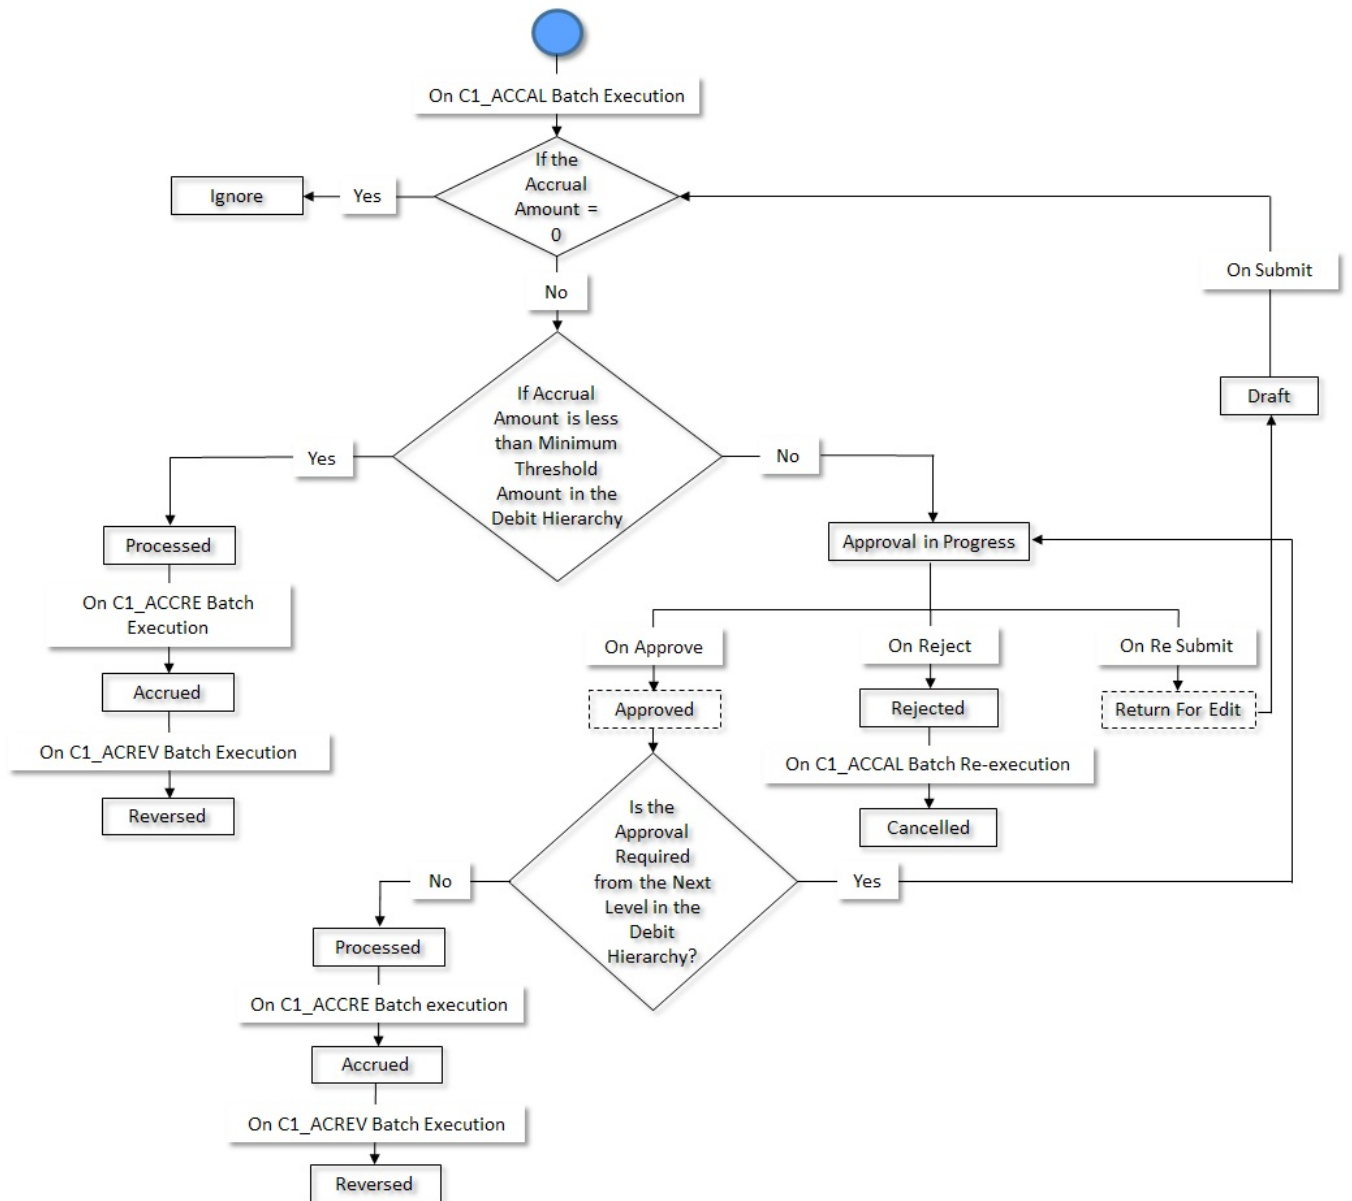 On C1_ACCAL Batch Execution
If the
Accrual
Amount =
0
Ignore
Yes
On Submit
No
Draft
If Accrual
Amount is less
than Minimum
Threshold
Amount in the
Debit Hierarchy
Yes
No
Processed
Approval in Progress
On C1_ACCRE Batch
Execution
On Approve
On Reject
On Re Submit
Accrued
Approved
Rejected
Return For Edit
On C1_ACREV Batch Execution
On C1_ACCAL Batch Re-execution
Reversed
Cancelled
Is the
Approval
Required
from the Next
Level in the
Debit
Hierarchy?
No
Yes
Processed
On C1_ACCRE Batch execution
Accrued
On C1_ACREV Batch Execution
Reversed